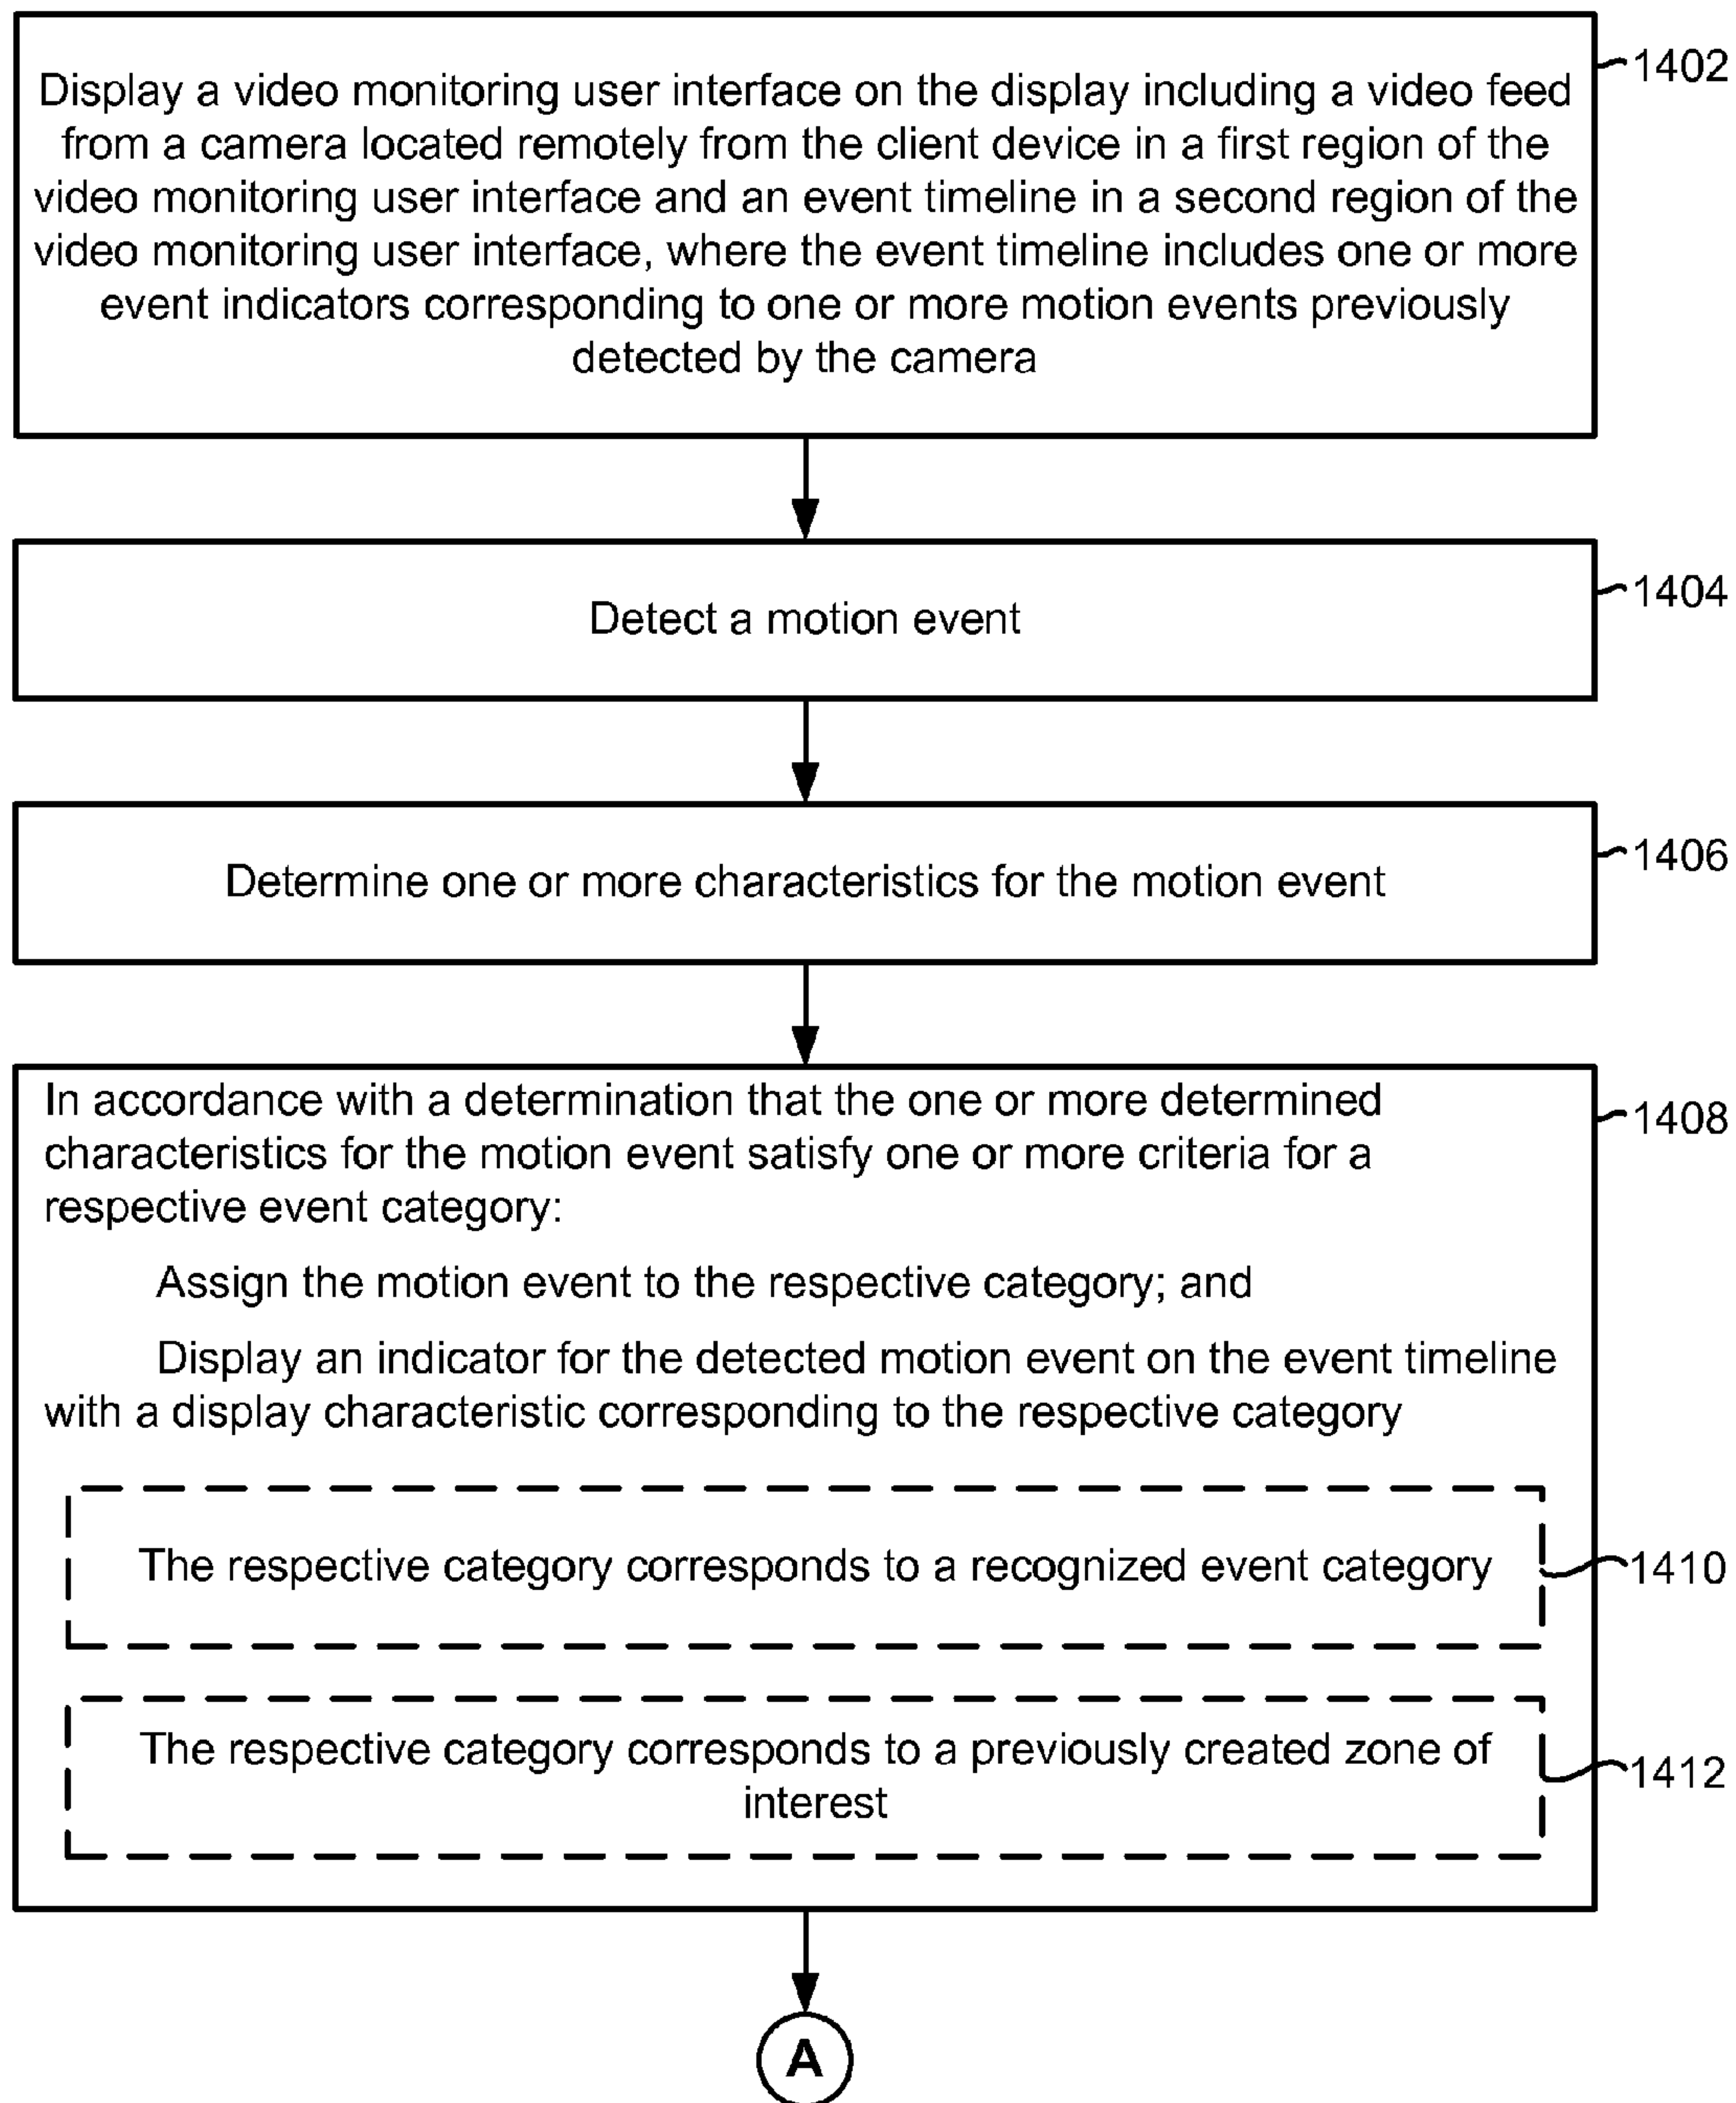 Display a video monitoring user interface on the display including a video feed
from a camera located remotely from the client device in a first region of the
video monitoring user interface and an event timeline in a second region of the
video monitoring user interface, where the event timeline includes one or more
event indicators corresponding to one or more motion events previously
detected by the camera
1402
Detect a motion event
1404
Determine one or more characteristics for the motion event
1406
In accordance with a determination that the one or more determined
characteristics for the motion event satisfy one or more criteria for a
respective event category:
Assign the motion event to the respective category; and
Display an indicator for the detected motion event on the event timeline
with a display characteristic corresponding to the respective category
1408
The respective category corresponds to a recognized event category
1410
The respective category corresponds to a previously created zone of
interest
1412
A